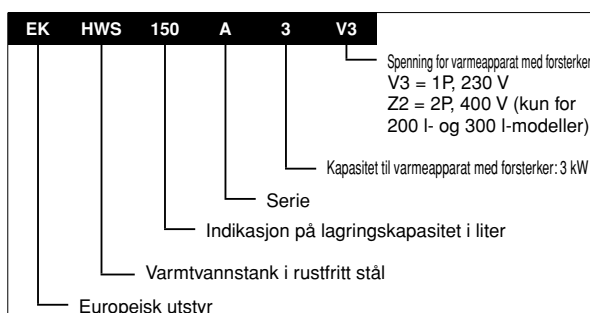 EK HWS 150 A 3 V3
Spenning for varmeapparat med forsterker
V3 = 1P, 230 V
Z2 = 2P, 400 V (kun for
200 l- og 300 l-modeller)
Kapasitet til varmeapparat med forsterker: 3 kW
Serie
Indikasjon på lagringskapasitet i liter
Varmtvannstank i rustfritt stål
Europeisk utstyr